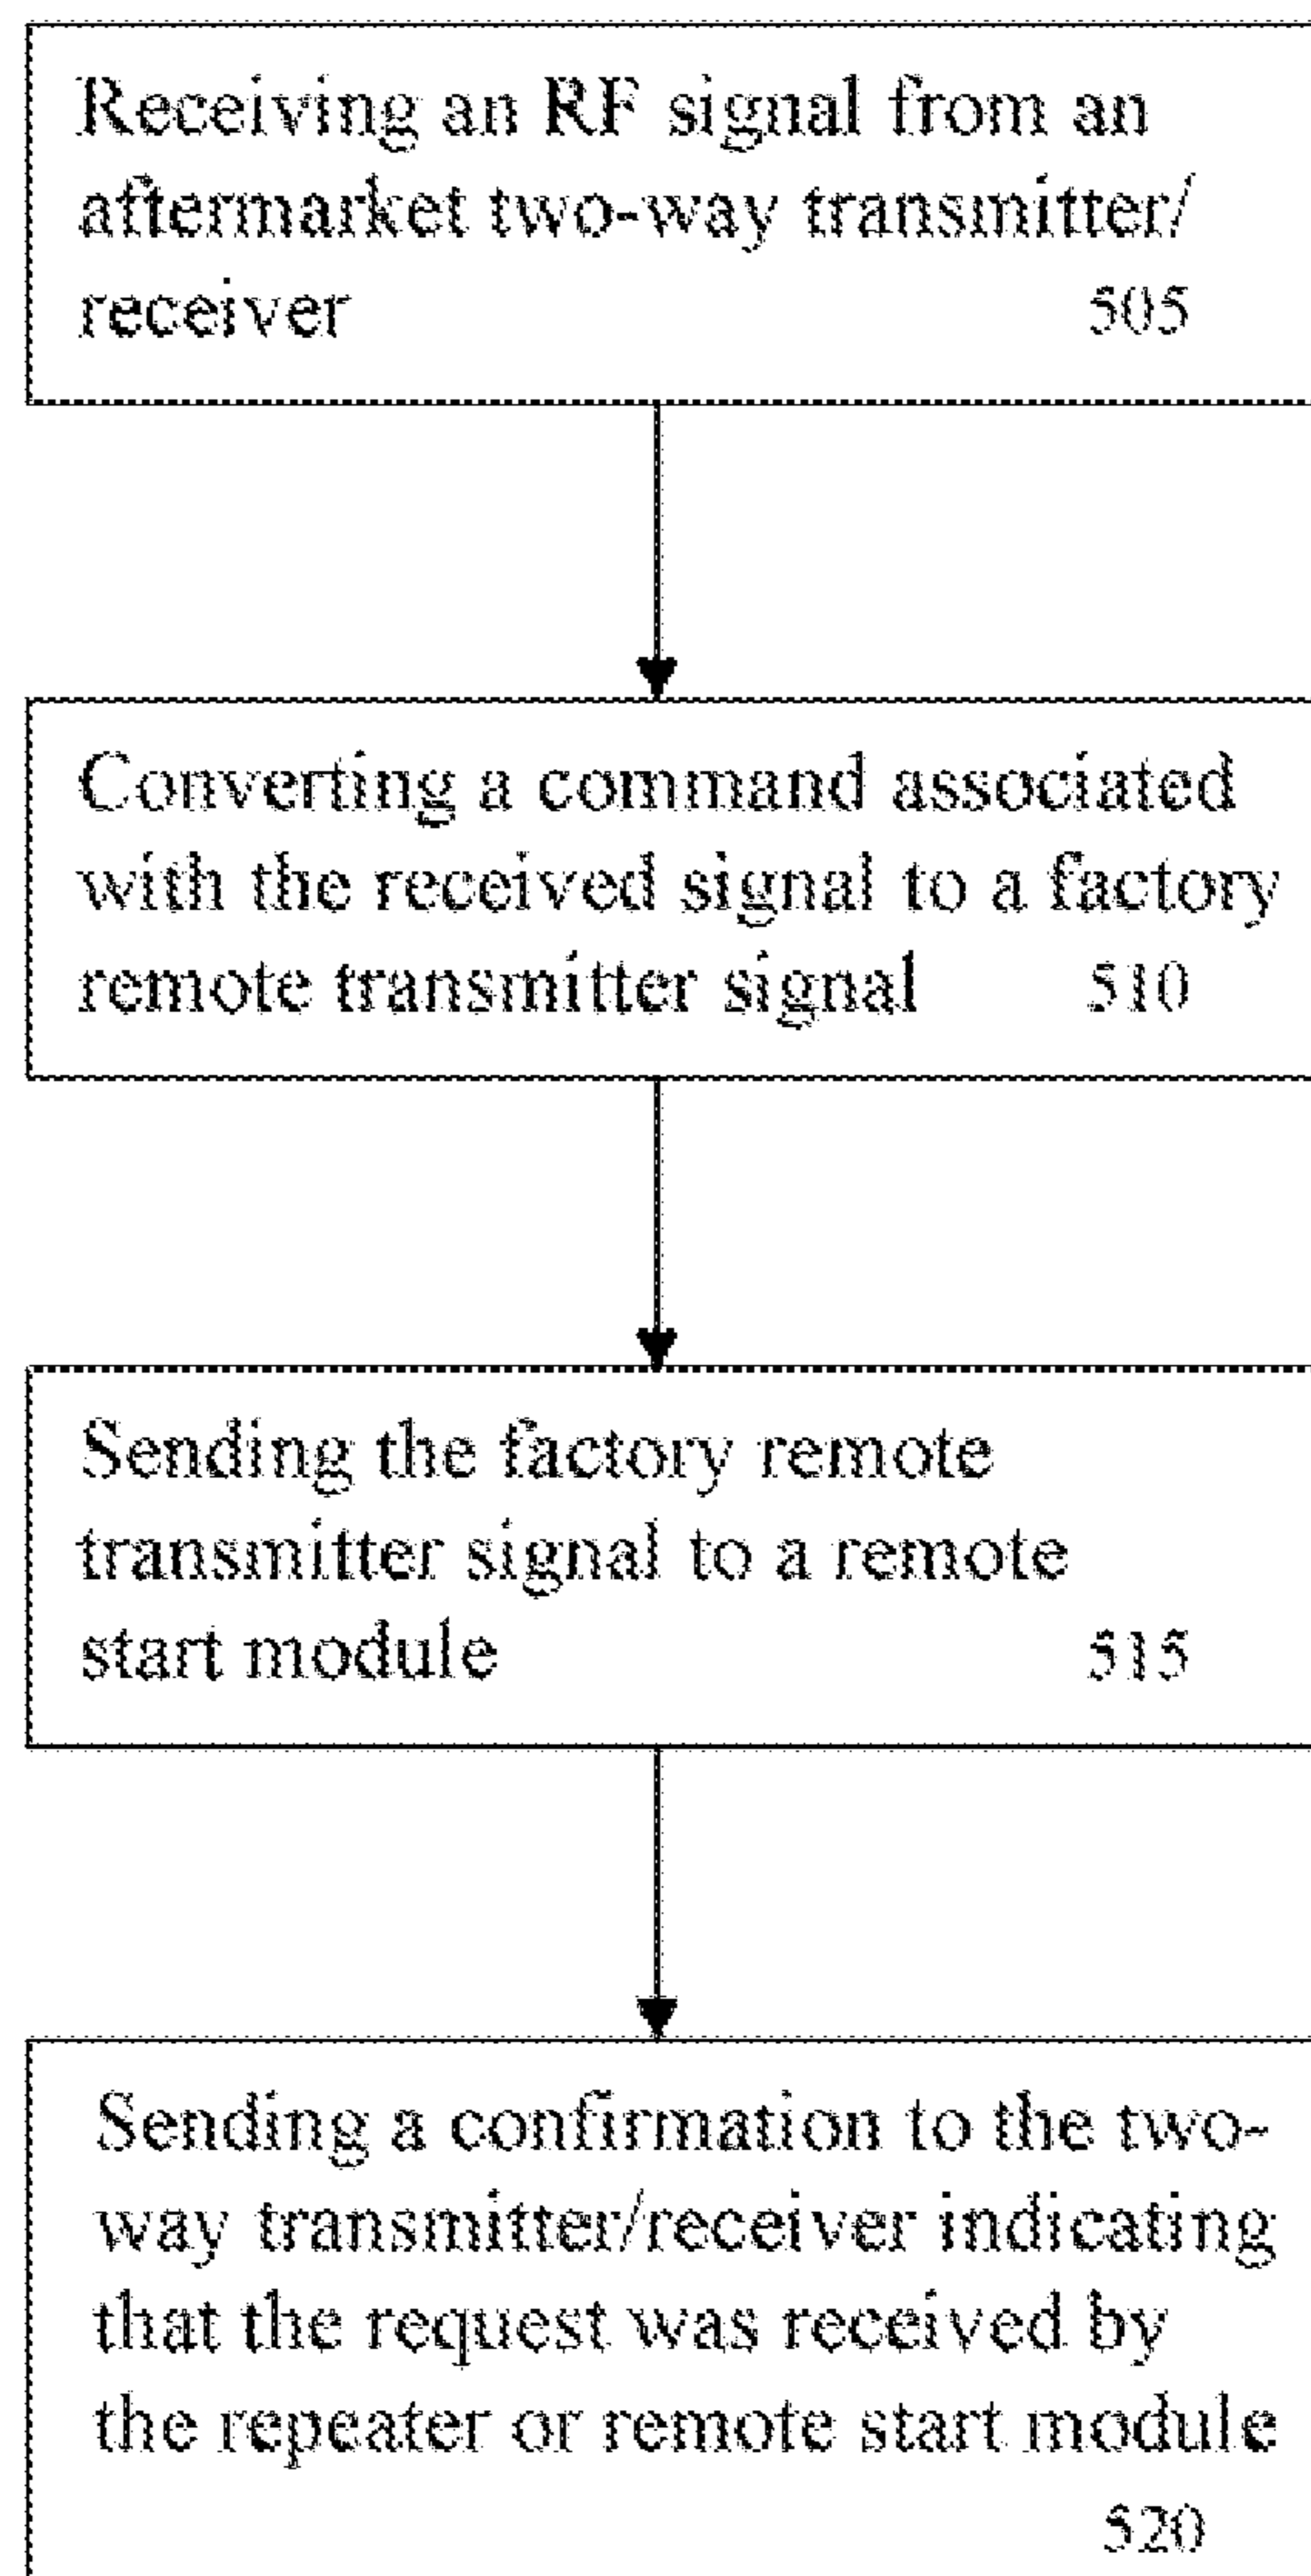 Receiving an RF signal from an
aftermarket two-way transmitter/
receiver 505
Converting a command associated
with the received signal to a factory
remote transmitter signal 510
Sending the factory remote
transmitter signal to a remote
start module 515
Sending a confirmation to the two-
way transmitter/receiver indicating
that the request was received by
the repeater or remote start module
520